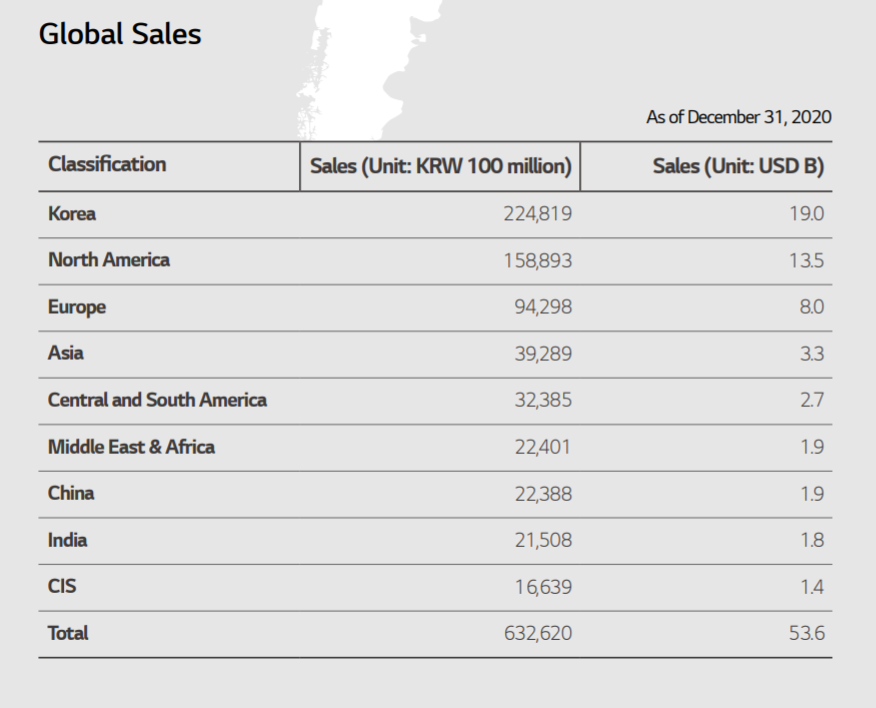 Global Sales
As of December 31, 2020
Classification Sales (Unit: KRW 100 million) Sales (Unit: USD B)
Korea 224,819 19.0
North America 158,893 13.5
Europe 94,298 8.0
Asia 39,289 3.3
Central and South America 32,385 2.7
Middle East & Africa 22,401 1.9
China 22,388 1.9
India 21,508 1.8
CIS 16,639 1.4
Total 632,620 53.6